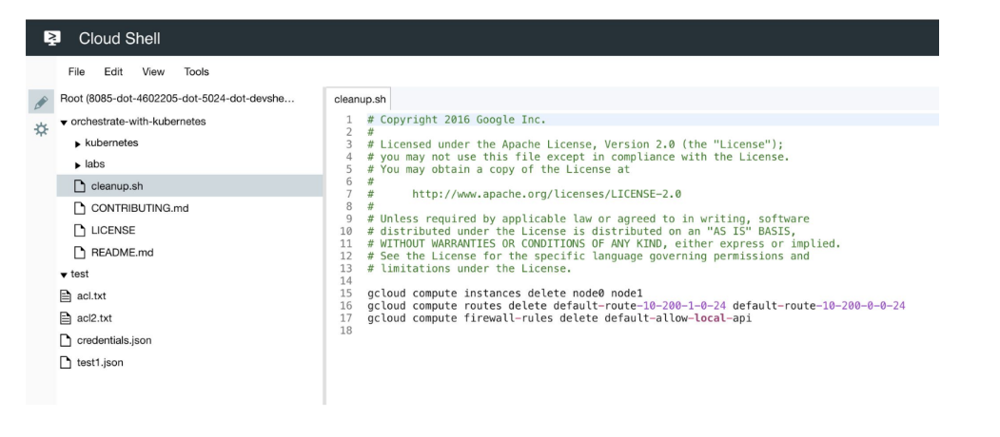 Cloud Shell
File Edit View Tools
Root (8085-dot-4602205-dot-5024-dot-devshe...
orchestrate-with-kubernetes
kubernetes
labs
cleanup.sh
CONTRIBUTING.md
LICENSE
README.md
test
acl.txt
acl2.txt
credentials.json
test1.json
cleanup.sh
1 # Copyright 2016 Google Inc.
2 #
3 # Licensed under the Apache License, Version 2.0 (the "License");
4 # you may not use this file except in compliance with the License.
5 # You may obtain a copy of the License at
6 #
7 #     http://www.apache.org/licenses/LICENSE-2.0
8 #
9 # Unless required by applicable law or agreed to in writing, software
10 # distributed under the License is distributed on an "AS IS" BASIS,
11 # WITHOUT WARRANTIES OR CONDITIONS OF ANY KIND, either express or implied.
12 # See the License for the specific language governing permissions and
13 # limitations under the License.
14
15 gcloud compute instances delete node0 node1
16 gcloud compute routes delete default-route-10-200-1-0-24 default-route-10-200-0-0-24
17 gcloud compute firewall-rules delete default-allow-local-api
18